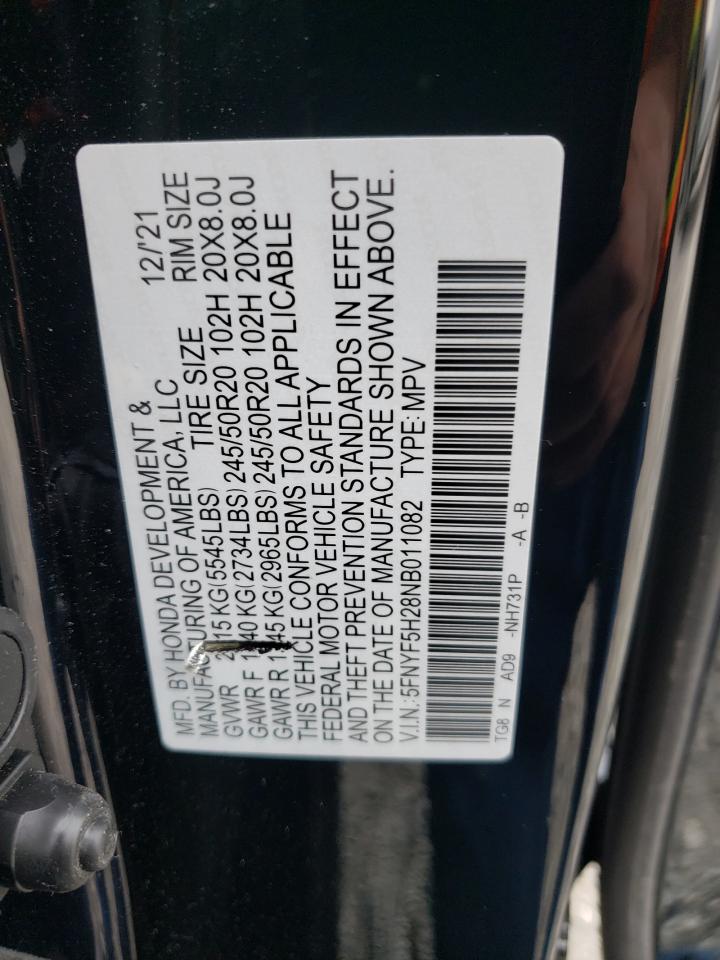 MFD. BY HONDA DEVELOPMENT & 12/'21
MANUFACTURING OF AMERICA, LLC
TIRE SIZE RIM SIZE
GVWR KG(5545LBS)
GAWR F KG(2734LBS) 245/50R20 102H 20X8.0J
GAWR R KG(2965LBS) 245/50R20 102H 20X8.0J
THIS VEHICLE CONFORMS TO ALL APPLICABLE
FEDERAL MOTOR VEHICLE SAFETY
AND THEFT PREVENTION STANDARDS IN EFFECT
ON THE DATE OF MANUFACTURE SHOWN ABOVE.
V.I.N.:5FNYF5H28NB011082 TYPE: MPV
TG8 N AD9 -NH731P -A -B